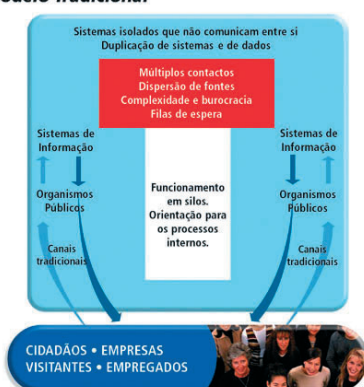 Tradicional
Sistemas isolados que não comunicam entre si
Duplicação de sistemas e de dados
Múltiplos contactos
Dispersão de fontes
Complexidade e burocracia
Filas de espera
Sistemas de
Informação
Sistemas de
Informação
Funcionamento
em silos.
Orientação para
os processos
internos.
Organismos
Públicos
Organismos
Públicos
Canais
tradicionais
Canais
tradicionais
CIDADÃOS • EMPRESAS
VISITANTES • EMPREGADOS